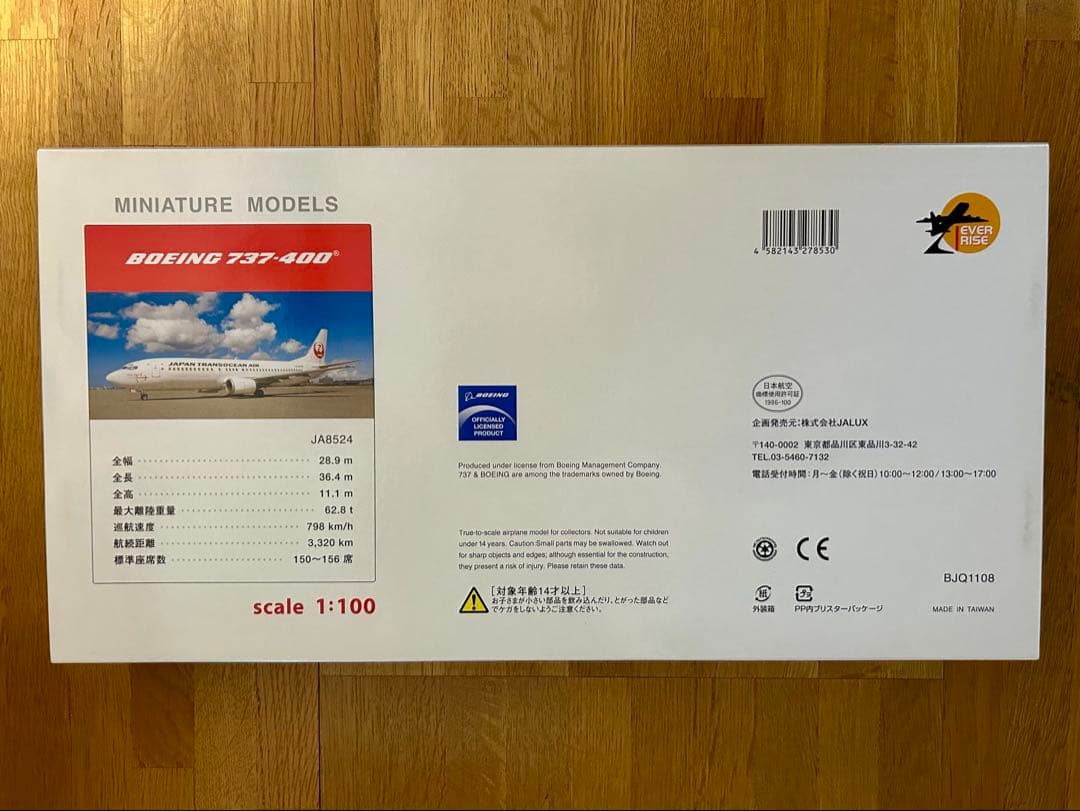 MINIATURE MODELS
BOEING 737-400®
JAPAN TRANSOCEAN AIR
JA8524
全幅 28.9 m
全長 36.4 m
全高 11.1 m
最大離陸重量 62.8 t
巡航速度 798 km/h
航続距離 3,320 km
標準座席数 150〜156 席
scale 1:100
BOEING
OFFICIALLY
LICENSED
PRODUCT
Produced under license from Boeing Management Company.
737 & BOEING are among the trademarks owned by Boeing.
True-to-scale airplane model for collectors. Not suitable for children
under 14 years. Caution:Small parts may be swallowed. Watch out
for sharp objects and edges; although essential for the construction,
they present a risk of injury. Please retain these data.
[対象年齢14才以上]
お子さまが小さい部品を飲み込んだり、とがった部品など
でケガをしないようご注意ください。
4 582143 278530
EVER
RISE
日本航空
商標使用許可証
1986-100
企画発売元:株式会社JALUX
〒140-0002 東京都品川区東品川3-32-42
TEL.03-5460-7132
電話受付時間:月〜金(除く祝日)10:00〜12:00/13:00〜17:00
CE
紙
外装箱
プラ
PP内ブリスターパッケージ
BJQ1108
MADE IN TAIWAN